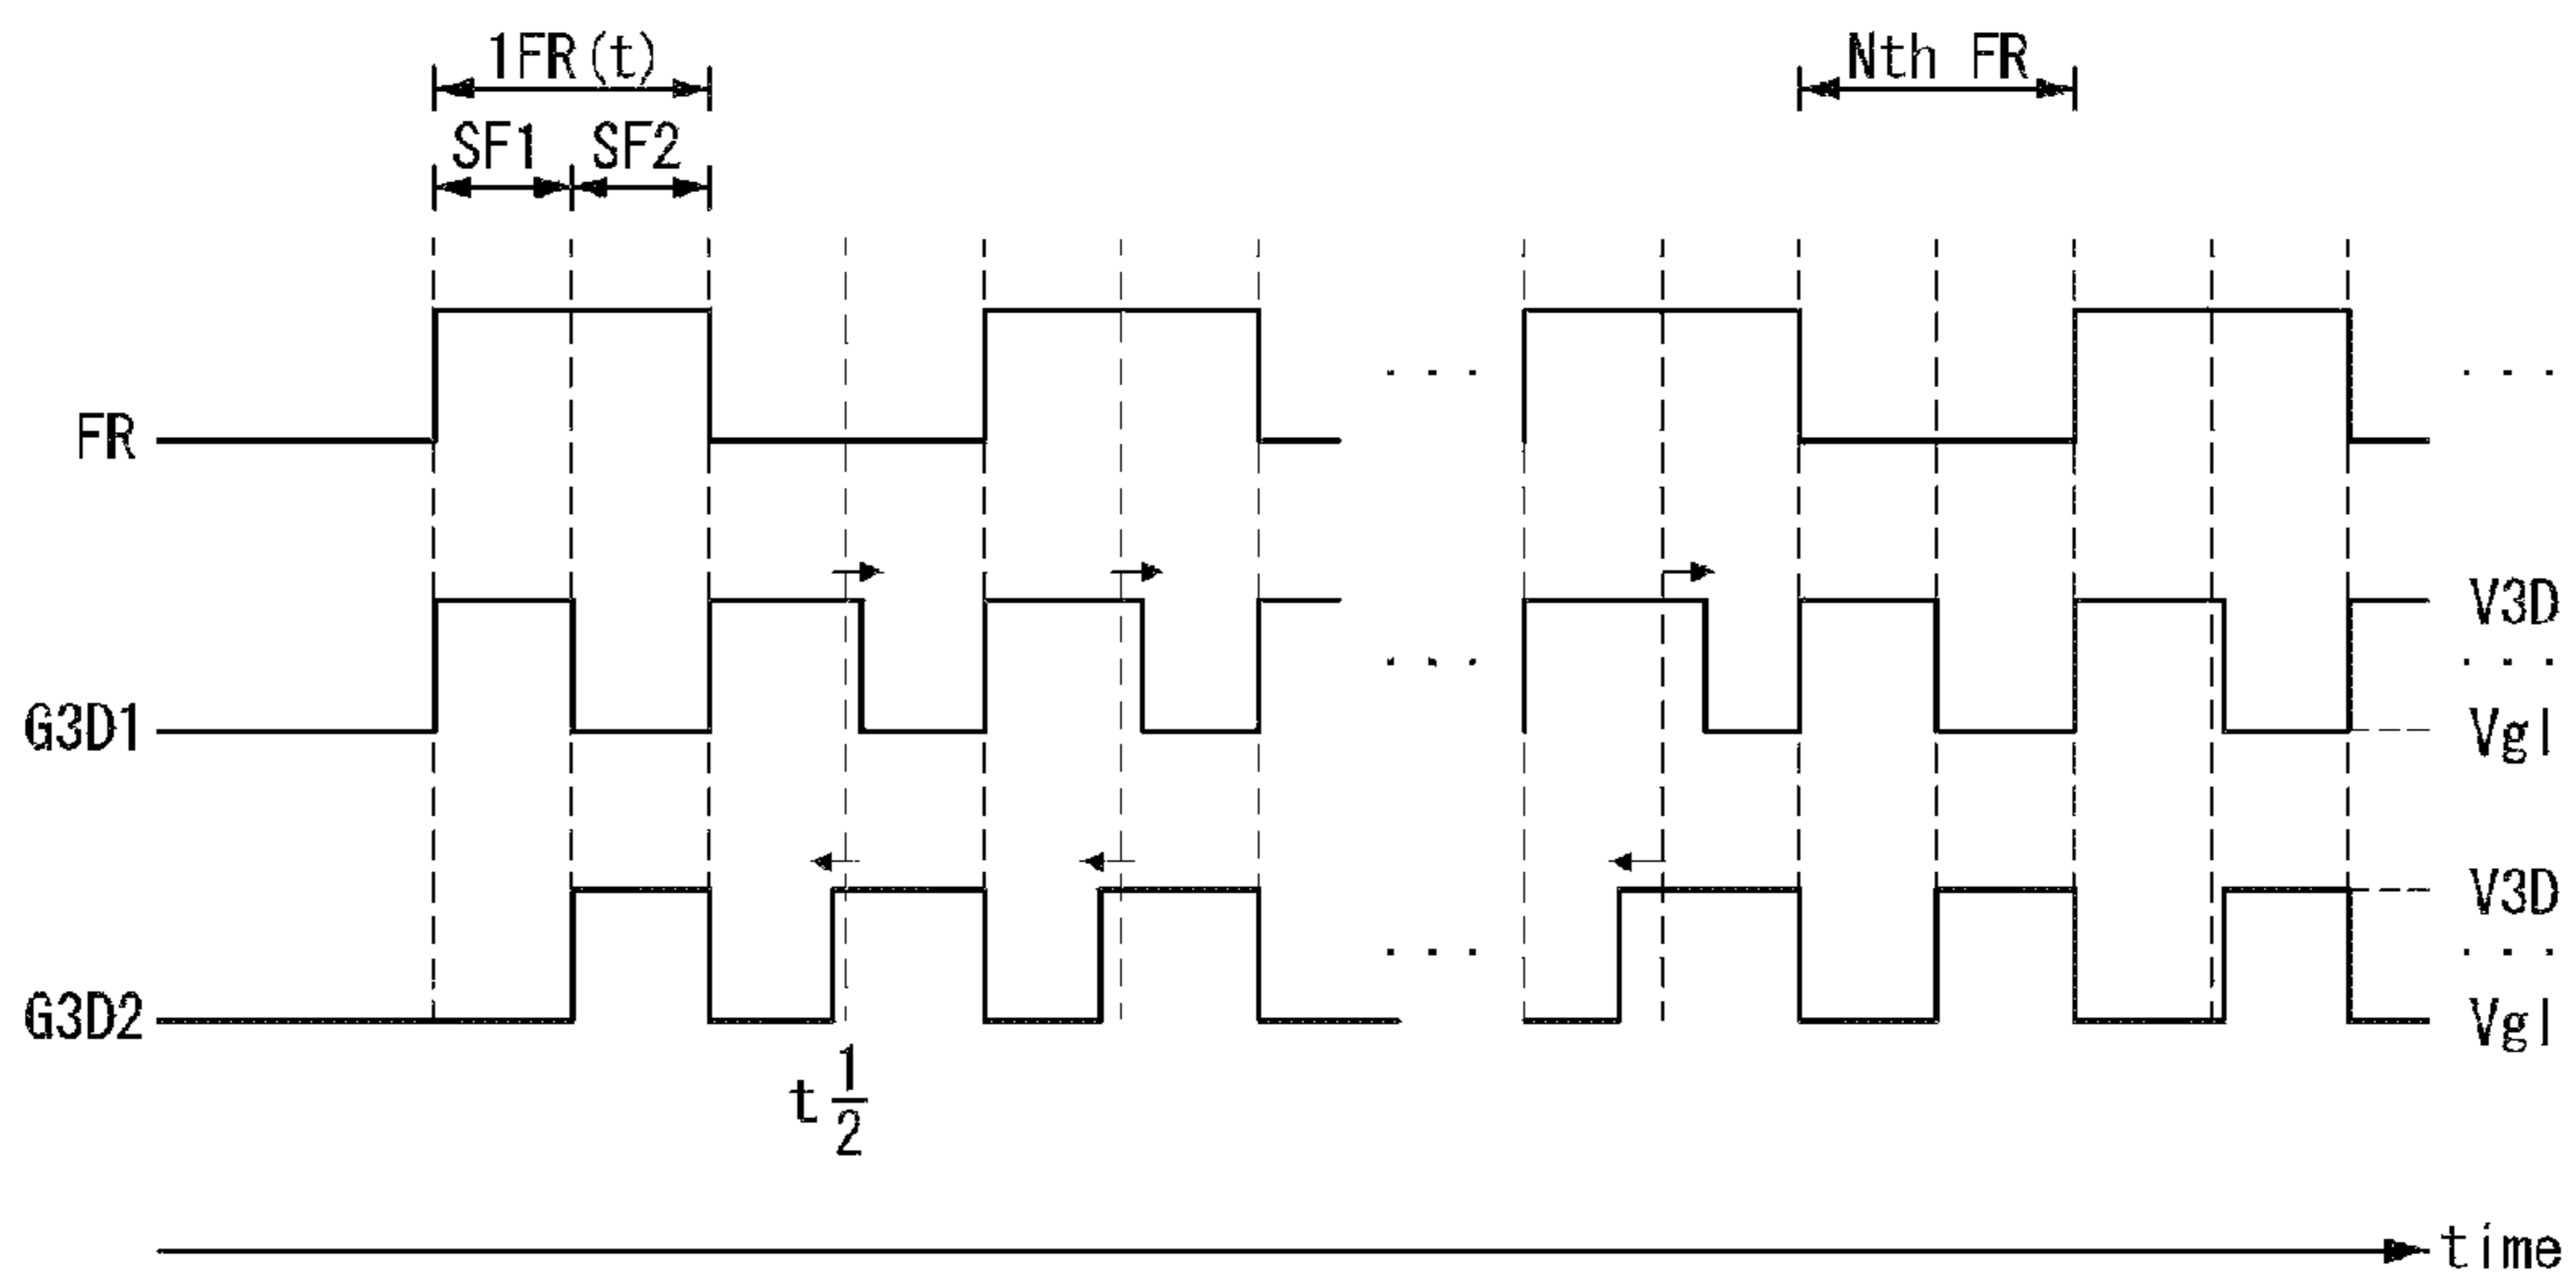 1FR(t) Nth FR
SF1 SF2
FR
. . . . . .
V3D
. . . . . .
G3D1 Vgl
V3D
. . . . . .
G3D2 Vgl
t 1/2
time